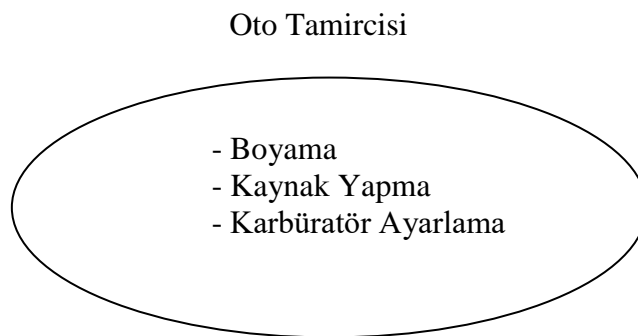 Oto Tamircisi
- Boyama
- Kaynak Yapma
- Karbüratör Ayarlama